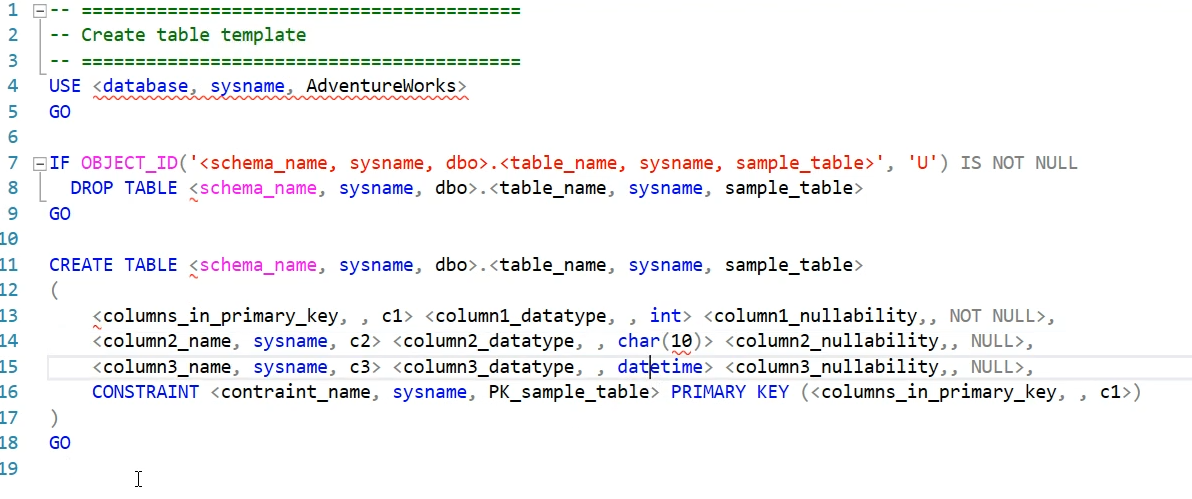 1 -- =========================================
2 -- Create table template
3 -- =========================================
4 USE <database, sysname, AdventureWorks>
5 GO
6
7 IF OBJECT_ID('<schema_name, sysname, dbo>.<table_name, sysname, sample_table>', 'U') IS NOT NULL
8   DROP TABLE <schema_name, sysname, dbo>.<table_name, sysname, sample_table>
9 GO
10
11 CREATE TABLE <schema_name, sysname, dbo>.<table_name, sysname, sample_table>
12 (
13     <columns_in_primary_key, , c1> <column1_datatype, , int> <column1_nullability,, NOT NULL>,
14     <column2_name, sysname, c2> <column2_datatype, , char(10)> <column2_nullability,, NULL>,
15     <column3_name, sysname, c3> <column3_datatype, , datetime> <column3_nullability,, NULL>,
16     CONSTRAINT <contraint_name, sysname, PK_sample_table> PRIMARY KEY (<columns_in_primary_key, , c1>)
17 )
18 GO
19